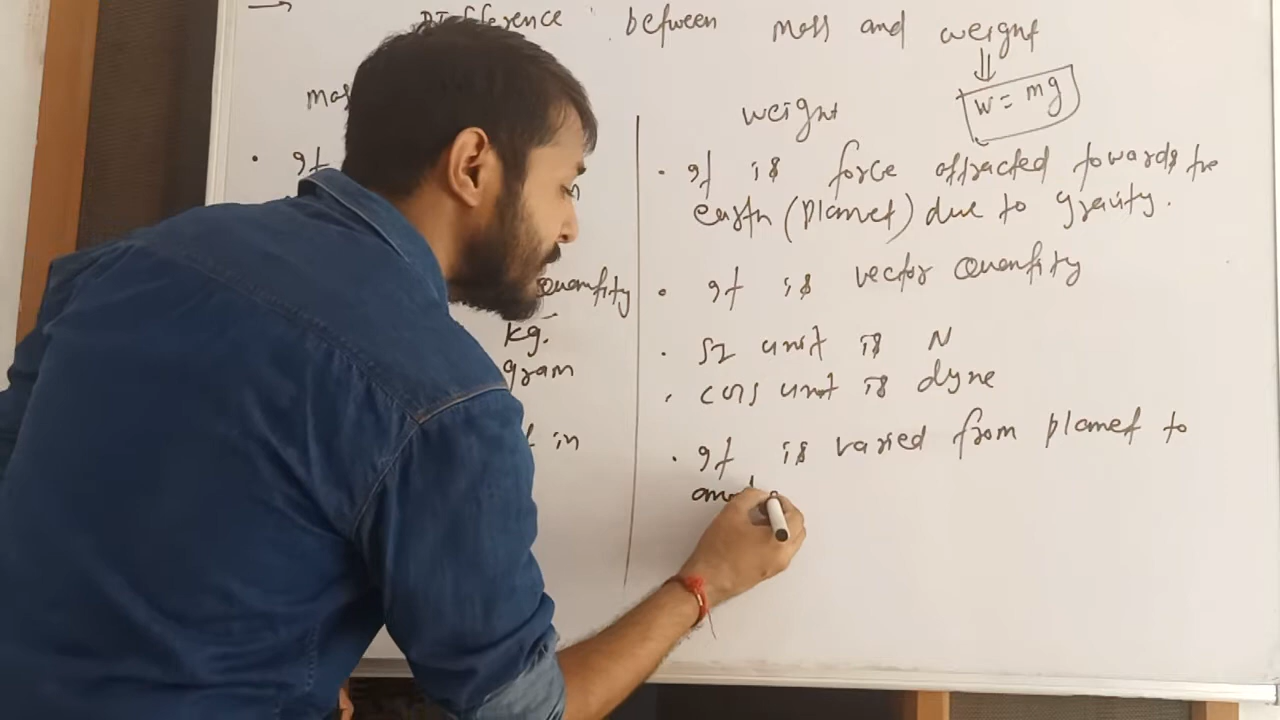 Difference between mass and weight
⇓
mas
weight
W = mg
• It
• It is force attracted towards the
earth (Planet) due to gravity.
quantity
• It is vector quantity
kg.
• SI unit is N
gram
• CGS unit is dyne
in
• It is varied from planet to